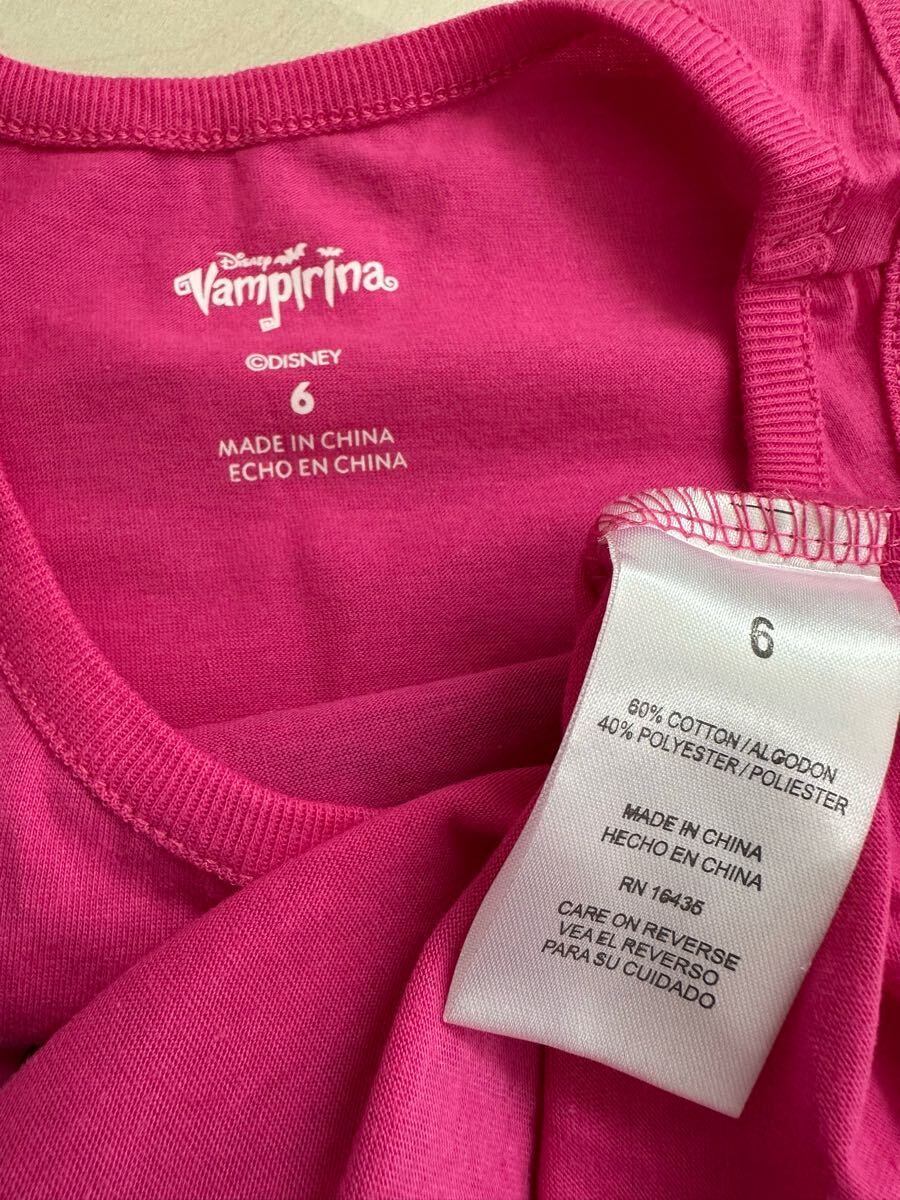 Disney
Vampirina
©DISNEY
6
MADE IN CHINA
ECHO EN CHINA
6
60% COTTON/ALGODON
40% POLYESTER/POLIESTER
MADE IN CHINA
HECHO EN CHINA
RN 16435
CARE ON REVERSE
VEA EL REVERSO
PARA SU CUIDADO